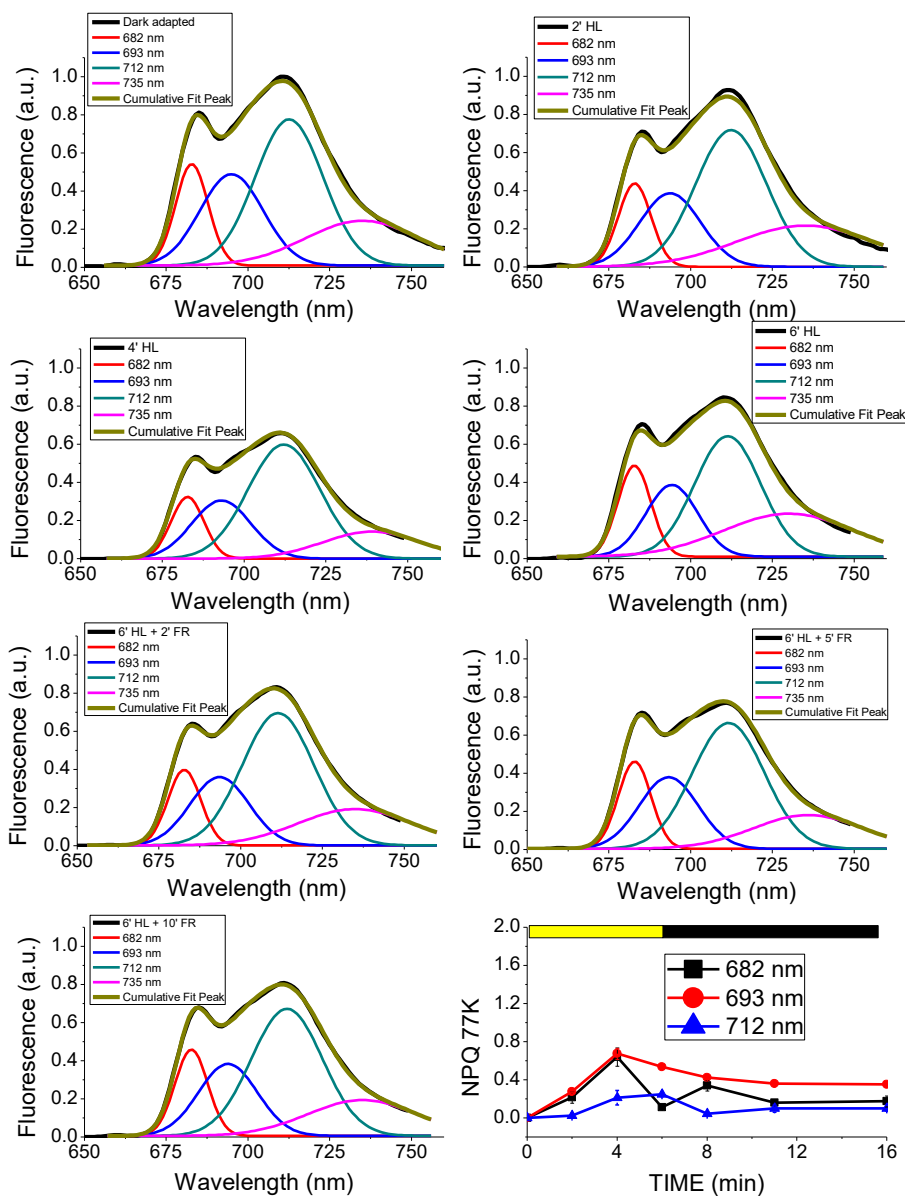 Dark adapted
682 nm
693 nm
712 nm
735 nm
Cumulative Fit Peak
1.0
0.8
0.6
0.4
0.2
0.0
650 675 700 725 750
Fluorescence (a.u.)
Wavelength (nm)
2' HL
682 nm
693 nm
712 nm
735 nm
Cumulative Fit Peak
1.0
0.8
0.6
0.4
0.2
0.0
650 675 700 725 750
Fluorescence (a.u.)
Wavelength (nm)
4' HL
682 nm
693 nm
712 nm
735 nm
Cumulative Fit Peak
1.0
0.8
0.6
0.4
0.2
0.0
650 675 700 725 750
Fluorescence (a.u.)
Wavelength (nm)
6' HL
682 nm
693 nm
712 nm
735 nm
Cumulative Fit Peak
1.0
0.8
0.6
0.4
0.2
0.0
650 675 700 725 750
Fluorescence (a.u.)
Wavelength (nm)
6' HL + 2' FR
682 nm
693 nm
712 nm
735 nm
Cumulative Fit Peak
1.0
0.8
0.6
0.4
0.2
0.0
650 675 700 725 750
Fluorescence (a.u.)
Wavelength (nm)
6' HL + 5' FR
682 nm
693 nm
712 nm
735 nm
Cumulative Fit Peak
1.0
0.8
0.6
0.4
0.2
0.0
650 675 700 725 750
Fluorescence (a.u.)
Wavelength (nm)
6' HL + 10' FR
682 nm
693 nm
712 nm
735 nm
Cumulative Fit Peak
1.0
0.8
0.6
0.4
0.2
0.0
650 675 700 725 750
Fluorescence (a.u.)
Wavelength (nm)
682 nm
693 nm
712 nm
2.0
1.6
1.2
0.8
0.4
0.0
0 4 8 12 16
NPQ 77K
TIME (min)